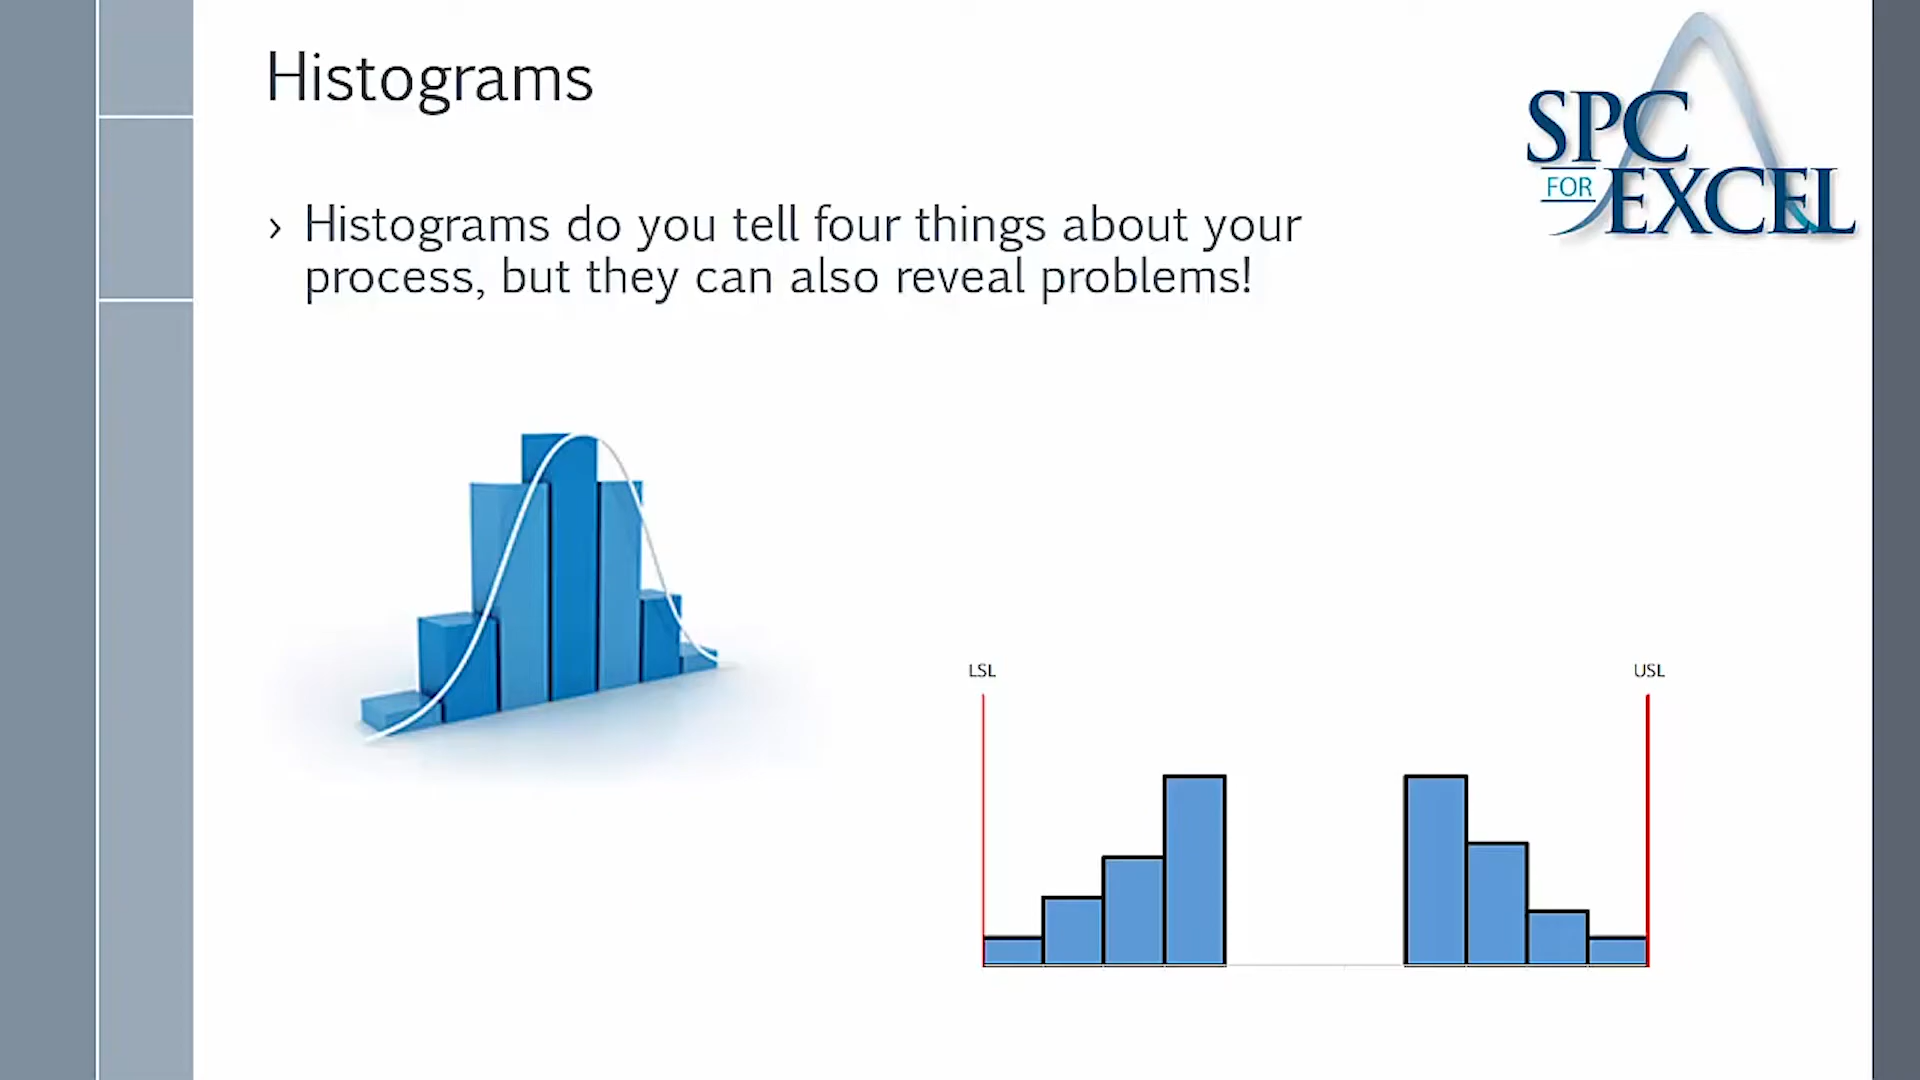 Histograms
SPC
FOR EXCEL
› Histograms do you tell four things about your
process, but they can also reveal problems!
LSL
USL